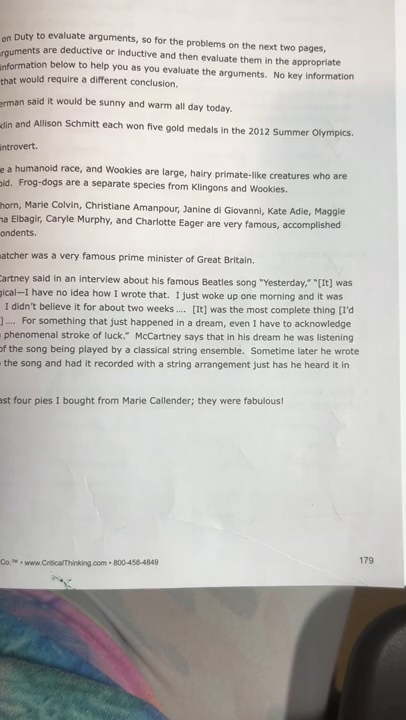 on Duty to evaluate arguments, so for the problems on the next two pages,
rguments are deductive or inductive and then evaluate them in the appropriate
information below to help you as you evaluate the arguments. No key information
that would require a different conclusion.
erman said it would be sunny and warm all day today.
klin and Allison Schmitt each won five gold medals in the 2012 Summer Olympics.
introvert.
e a humanoid race, and Wookies are large, hairy primate-like creatures who are
oid. Frog-dogs are a separate species from Klingons and Wookies.
horn, Marie Colvin, Christiane Amanpour, Janine di Giovanni, Kate Adie, Maggie
na Elbagir, Caryle Murphy, and Charlotte Eager are very famous, accomplished
ondents.
hatcher was a very famous prime minister of Great Britain.
Cartney said in an interview about his famous Beatles song "Yesterday," "[It] was
gical—I have no idea how I wrote that. I just woke up one morning and it was
I didn't believe it for about two weeks .... [It] was the most complete thing [I'd
] .... For something that just happened in a dream, even I have to acknowledge
phenomenal stroke of luck." McCartney says that in his dream he was listening
of the song being played by a classical string ensemble. Sometime later he wrote
the song and had it recorded with a string arrangement just has he heard it in
ast four pies I bought from Marie Callender; they were fabulous!
Co.™ • www.CriticalThinking.com • 800-458-4849
179